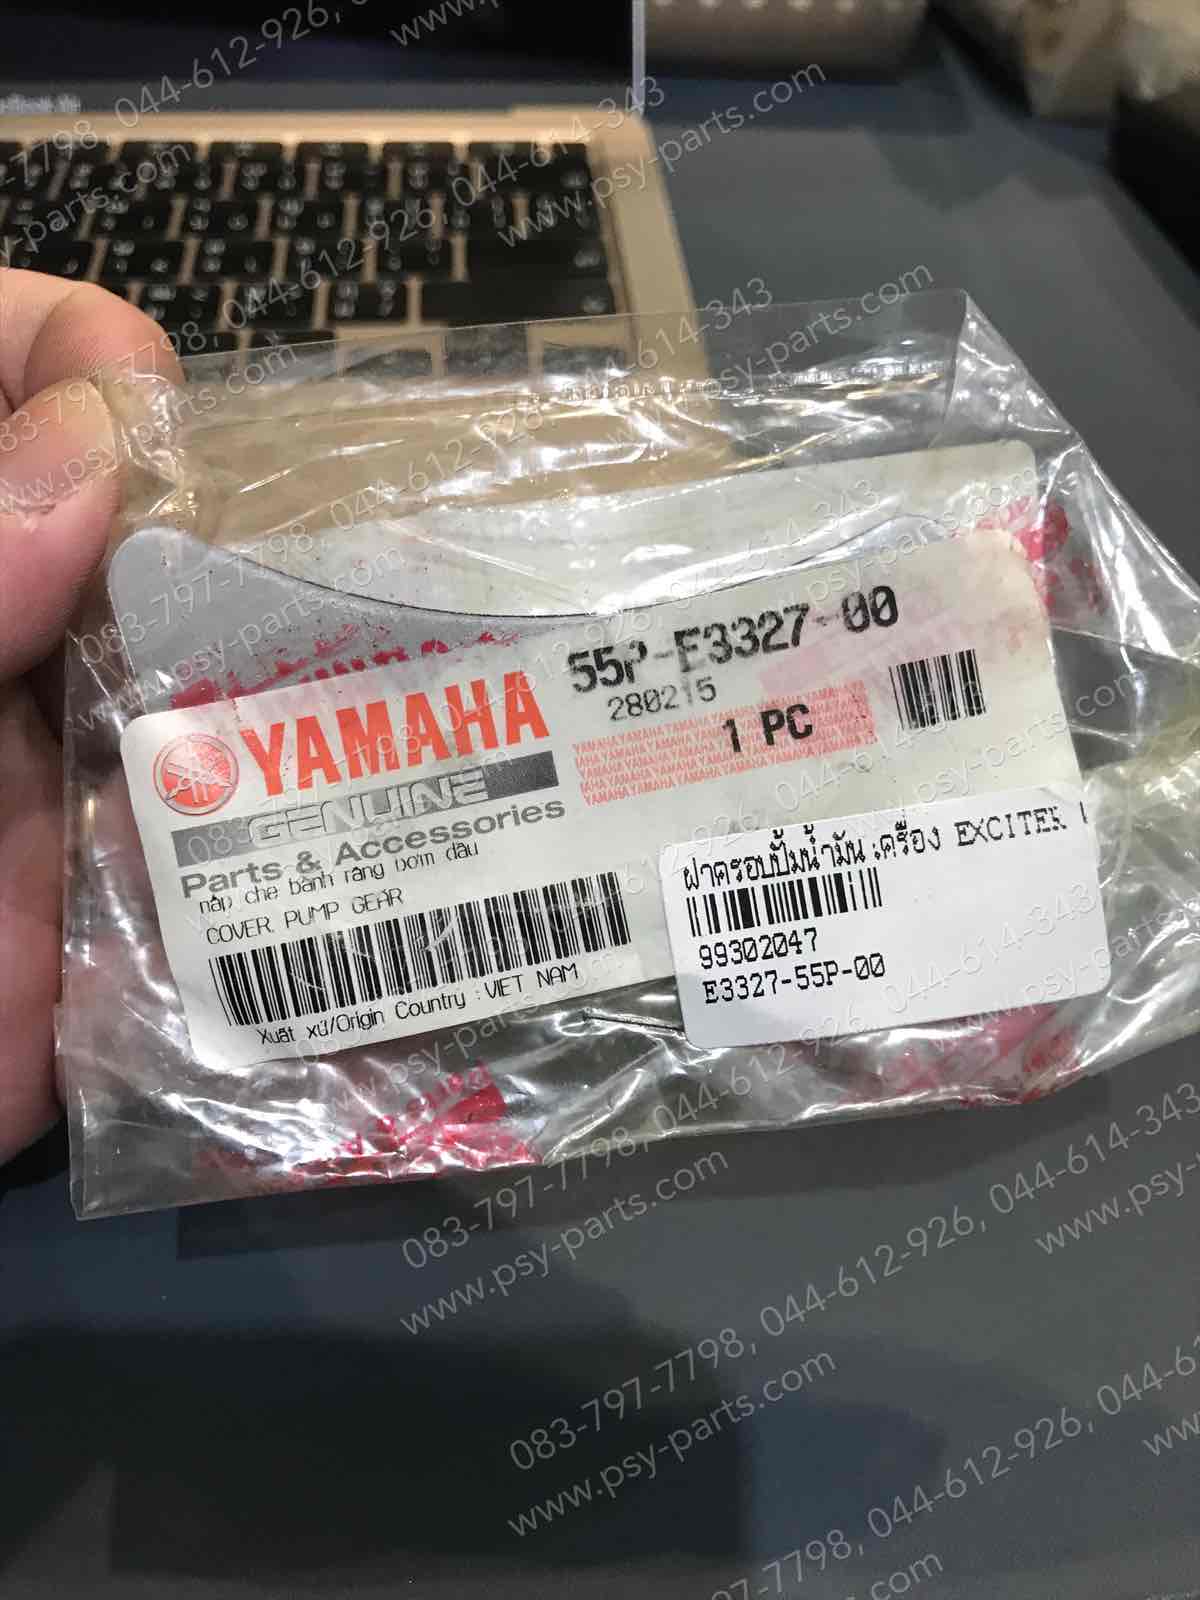 55P-E3327-00
280215
1 PC
YAMAHA
GENUINE
Parts & Accessories
nắp che bánh răng bơm dầu
COVER, PUMP GEAR
Xuất xứ/Origin Country : VIET NAM
ฝาครอบปั้มน้ำมันเครื่อง EXCITER
99302047
E3327-55P-00
083-797-7798, 044-612-926, 044-614-343
www.psy-parts.com